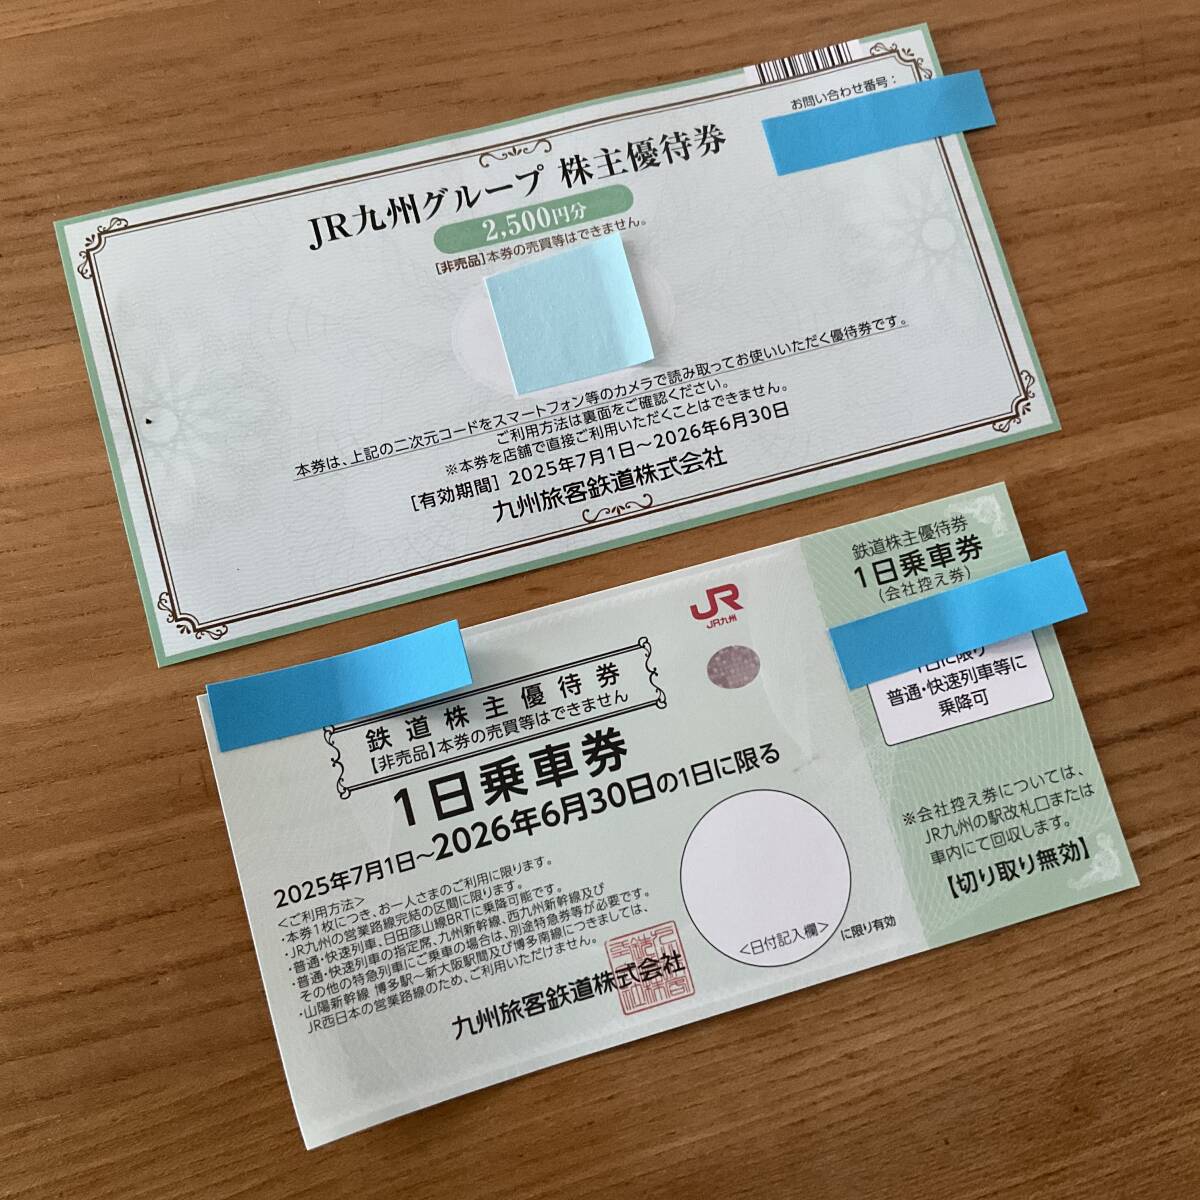 お問い合わせ番号：
JR九州グループ 株主優待券
2,500円分
[非売品]本券の売買等はできません。
本券は、上記の二次元コードをスマートフォン等のカメラで読み取ってお使いいただく優待券です。
ご利用方法は裏面をご確認ください。
※本券を店舗で直接ご利用いただくことはできません。
[有効期間] 2025年7月1日～2026年6月30日
九州旅客鉄道株式会社
JR
JR九州
鉄道株主優待券
【非売品】本券の売買等はできません
1日乗車券
2025年7月1日～2026年6月30日の1日に限る
<ご利用方法>
・本券1枚につき、お一人さまのご利用に限ります。
・JR九州の営業路線完結の区間に限ります。
・普通・快速列車、日田彦山線BRTに乗降可能です。
・普通・快速列車の指定席、九州新幹線、西九州新幹線及び
その他の特急列車にご乗車の場合は、別途特急券等が必要です。
・山陽新幹線 博多駅～新大阪駅間及び博多南線につきましては、
JR西日本の営業路線のため、ご利用いただけません。
九州旅客鉄道株式会社
<日付記入欄>
に限り有効
鉄道株主優待券
1日乗車券
(会社控え券)
1日に限り
普通・快速列車等に
乗降可
※会社控え券については、
JR九州の駅改札口または
車内にて回収します。
【切り取り無効】